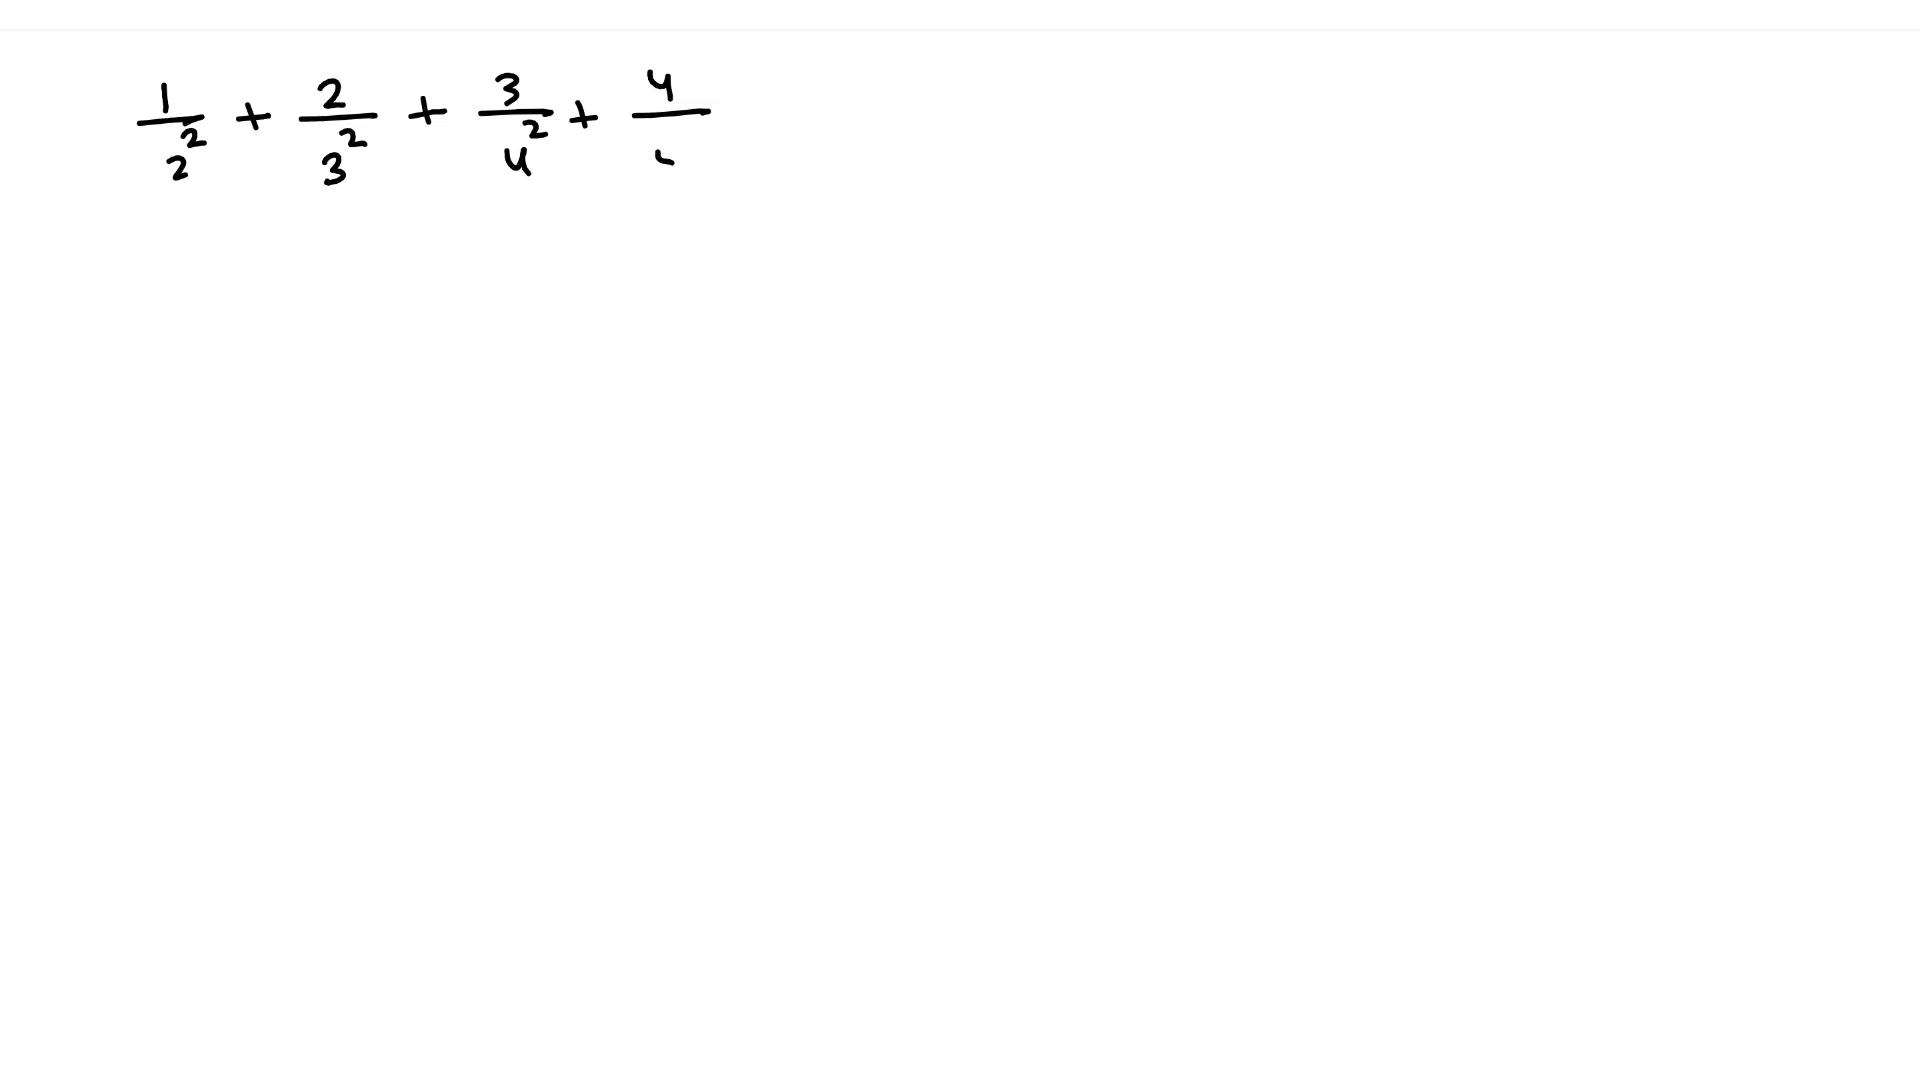 1/2² + 2/3² + 3/4² + 4/